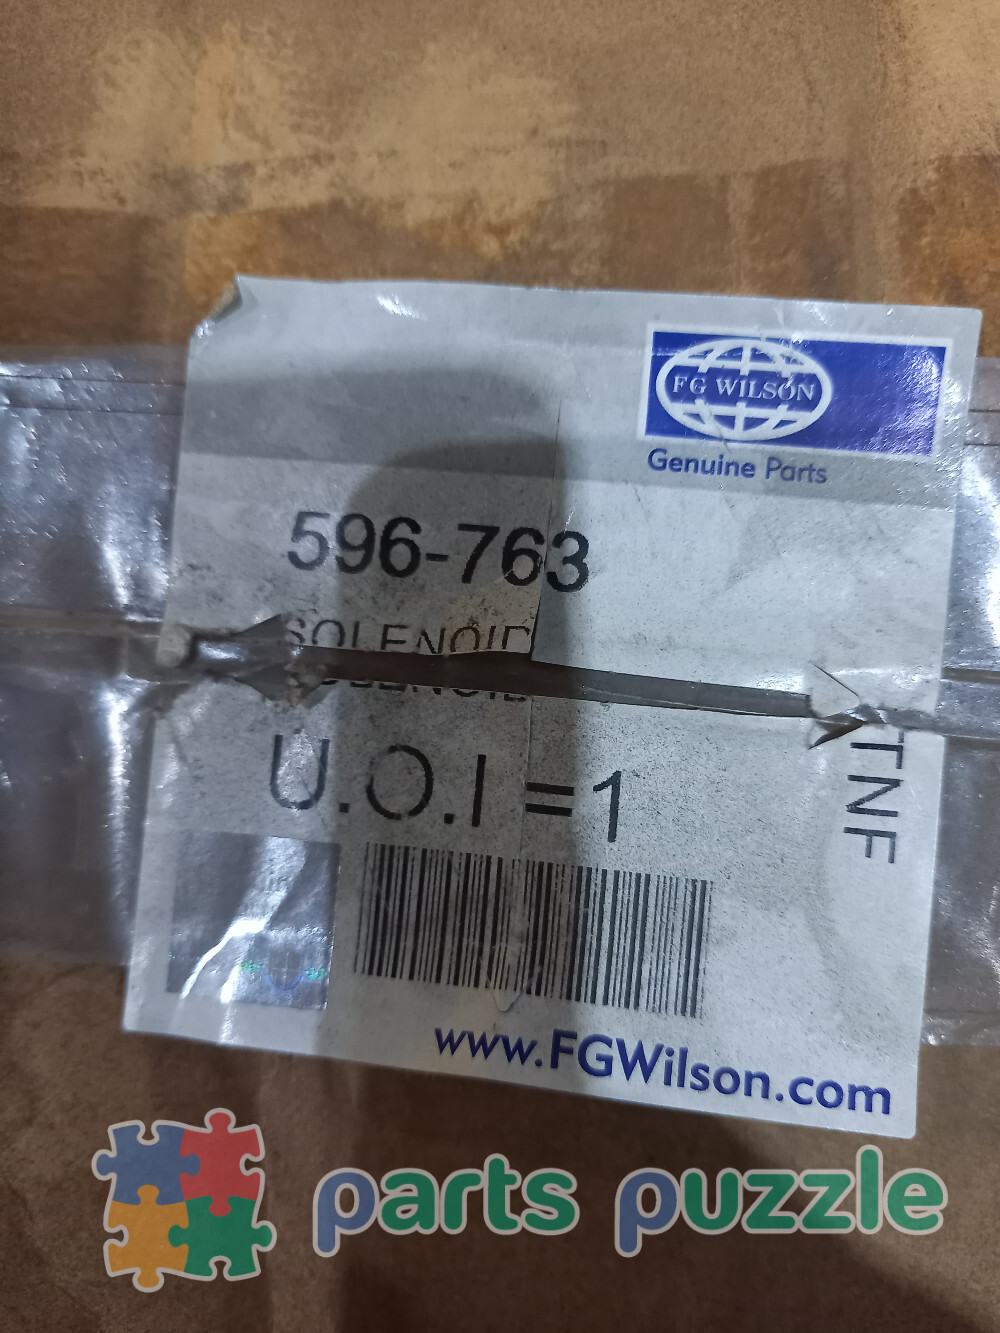 FG WILSON
Genuine Parts
596-763
SOLENOID
U.O.I =1
TNF
www.FGWilson.com
parts puzzle